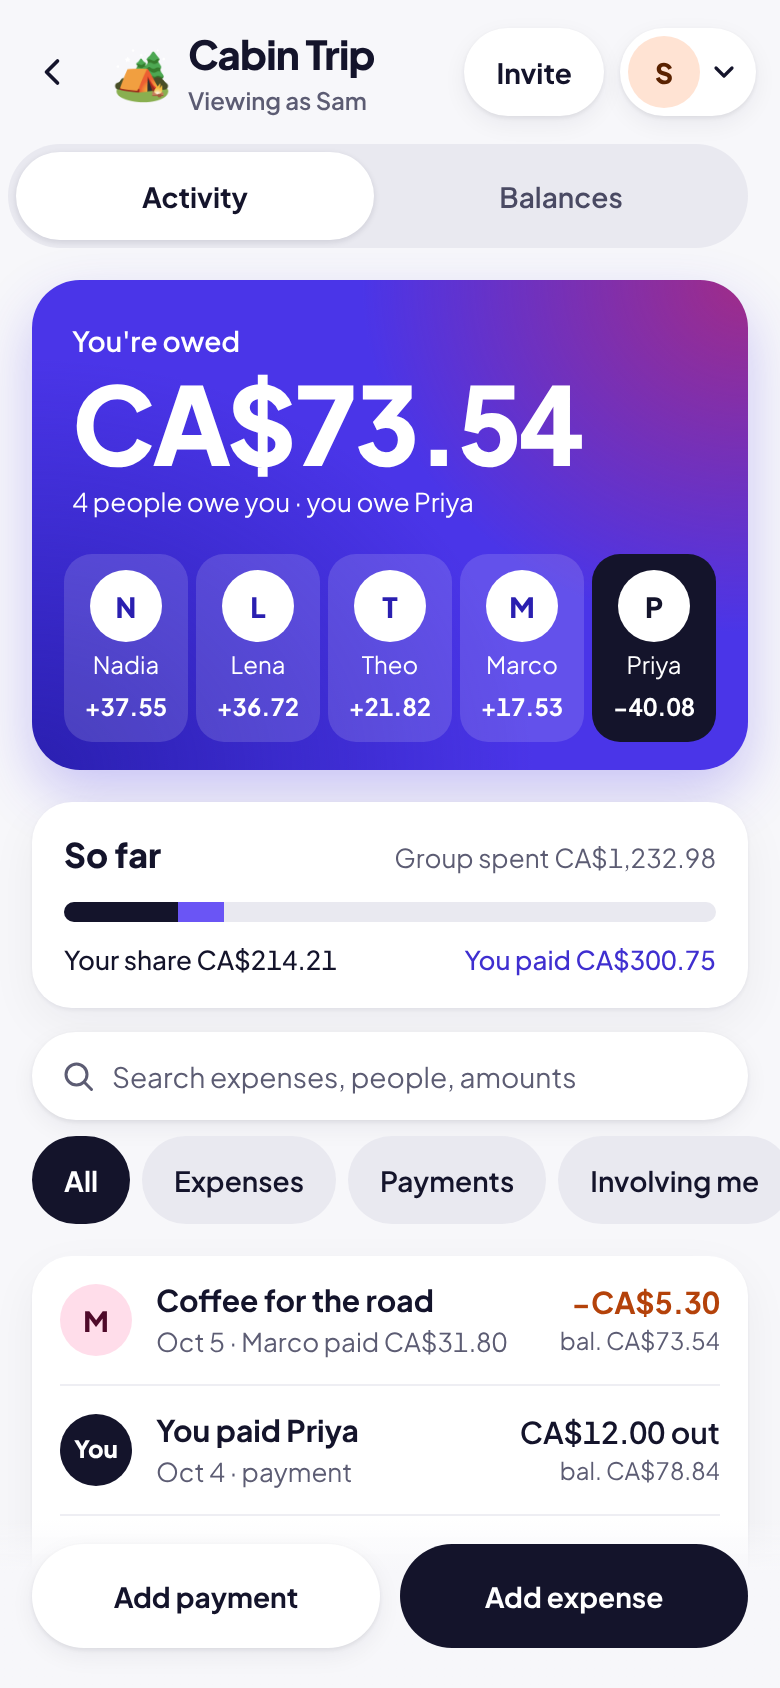 Cabin Trip
Viewing as Sam
Invite
S
Activity
Balances
You're owed
CA$73.54
4 people owe you · you owe Priya
N
L
T
M
P
Nadia
Lena
Theo
Marco
Priya
+37.55
+36.72
+21.82
+17.53
−40.08
So far
Group spent CA$1,232.98
Your share CA$214.21
You paid CA$300.75
Search expenses, people, amounts
All
Expenses
Payments
Involving me
M
Coffee for the road
−CA$5.30
Oct 5 · Marco paid CA$31.80
bal. CA$73.54
You
You paid Priya
CA$12.00 out
Oct 4 · payment
bal. CA$78.84
Add payment
Add expense